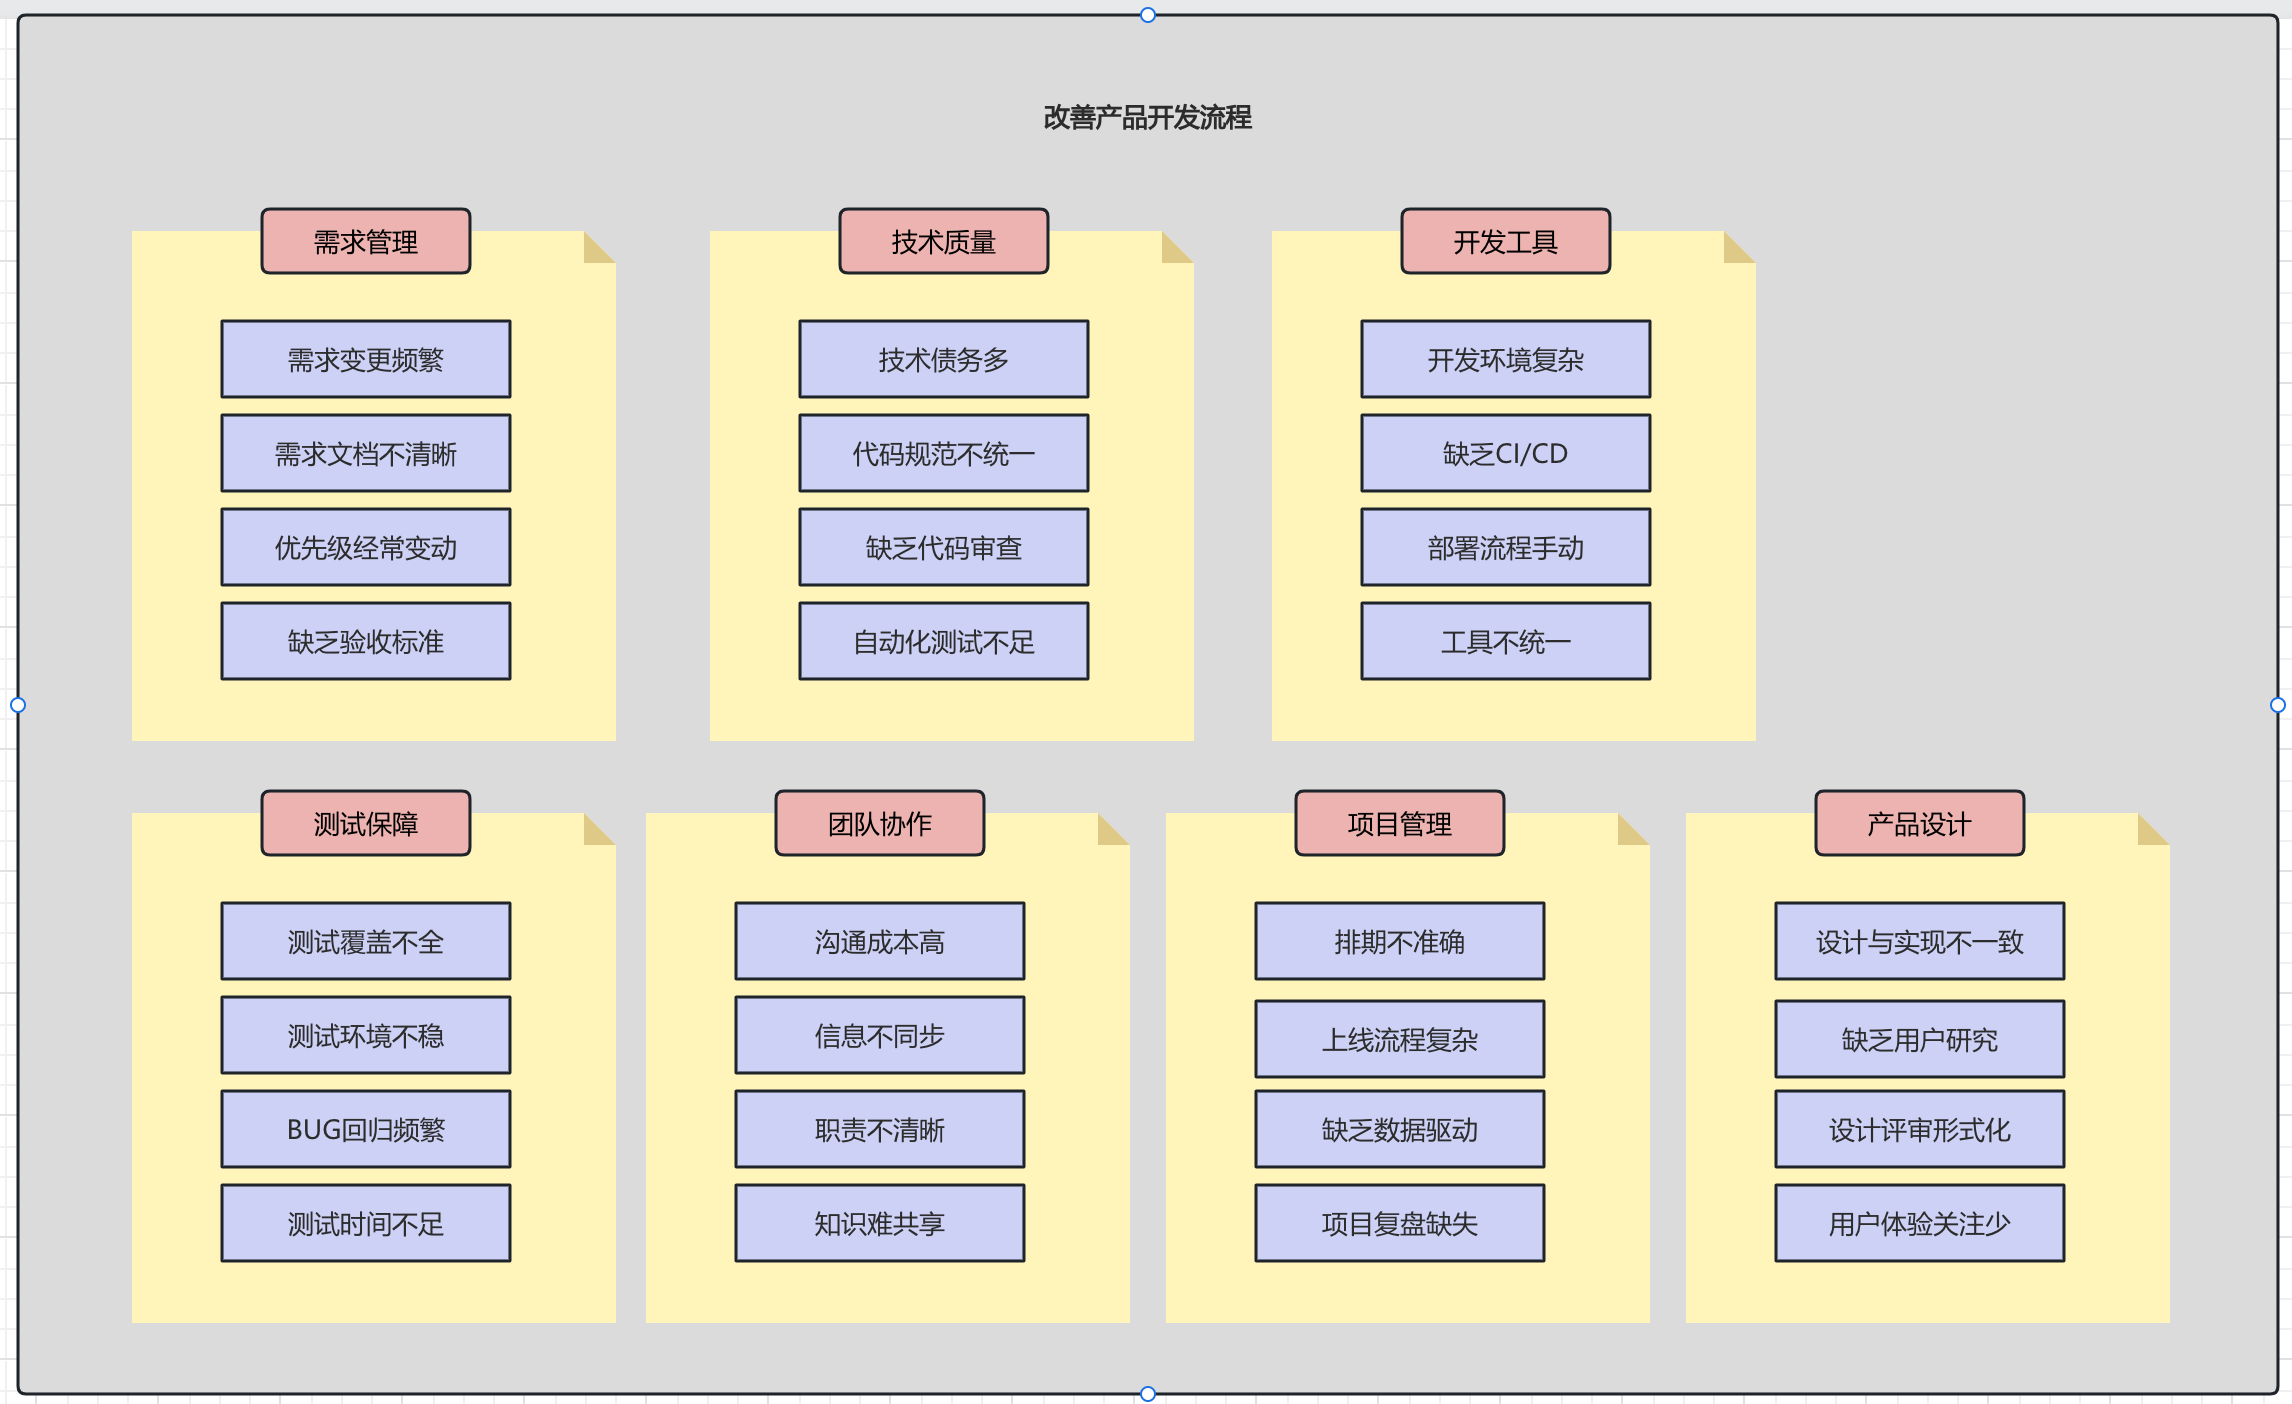 改善产品开发流程
需求管理
需求变更频繁
需求文档不清晰
优先级经常变动
缺乏验收标准
技术质量
技术债务多
代码规范不统一
缺乏代码审查
自动化测试不足
开发工具
开发环境复杂
缺乏CI/CD
部署流程手动
工具不统一
测试保障
测试覆盖不全
测试环境不稳
BUG回归频繁
测试时间不足
团队协作
沟通成本高
信息不同步
职责不清晰
知识难共享
项目管理
排期不准确
上线流程复杂
缺乏数据驱动
项目复盘缺失
产品设计
设计与实现不一致
缺乏用户研究
设计评审形式化
用户体验关注少